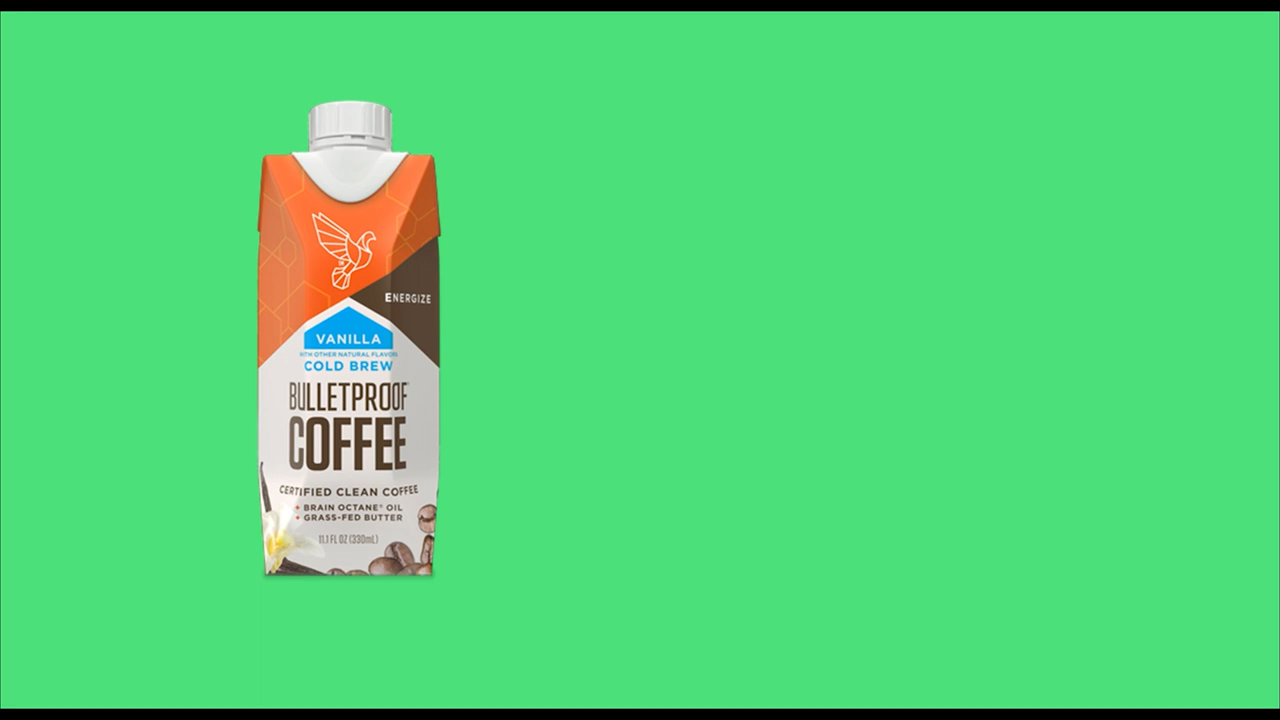 ENERGIZE
VANILLA
WITH OTHER NATURAL FLAVORS
COLD BREW
BULLETPROOF
COFFEE
CERTIFIED CLEAN COFFEE
+ BRAIN OCTANE® OIL
+ GRASS-FED BUTTER
11.1 FL OZ (330mL)